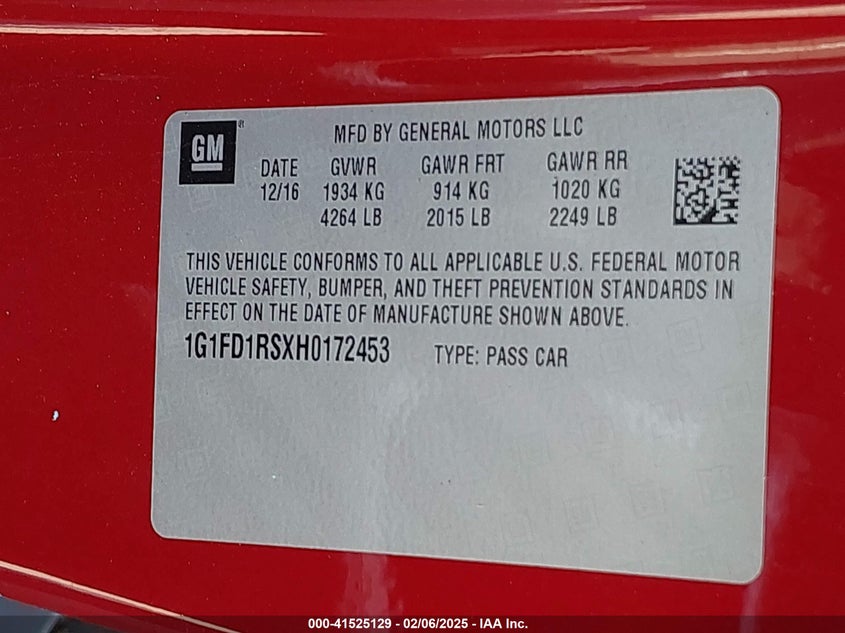 GM ®
MFD BY GENERAL MOTORS LLC
DATE GVWR GAWR FRT GAWR RR
12/16 1934 KG 914 KG 1020 KG
4264 LB 2015 LB 2249 LB
THIS VEHICLE CONFORMS TO ALL APPLICABLE U.S. FEDERAL MOTOR
VEHICLE SAFETY, BUMPER, AND THEFT PREVENTION STANDARDS IN
EFFECT ON THE DATE OF MANUFACTURE SHOWN ABOVE.
1G1FD1RSXH0172453 TYPE: PASS CAR
000-41525129 - 02/06/2025 - IAA Inc.